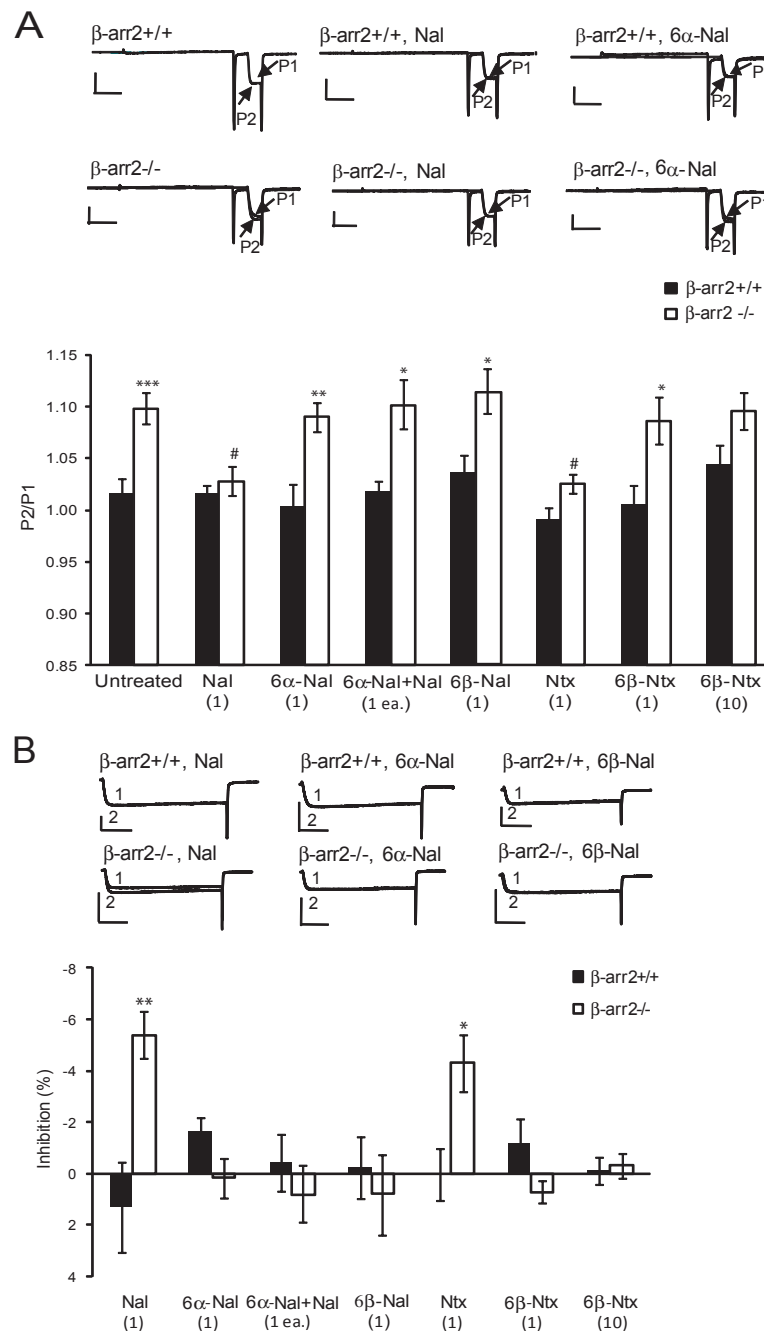 A
β-arr2+/+
β-arr2+/+, Nal
β-arr2+/+, 6α-Nal
P1
P2
P1
P2
P1
P2
β-arr2-/-
β-arr2-/-, Nal
β-arr2-/-, 6α-Nal
P1
P2
P1
P2
P1
P2
β-arr2+/+
β-arr2 -/-
1.15
1.10
1.05
1.00
0.95
0.90
0.85
P2/P1
***
#
**
*
*
#
*
Untreated Nal 6α-Nal 6α-Nal+Nal 6β-Nal Ntx 6β-Ntx 6β-Ntx
(1) (1) (1 ea.) (1) (1) (1) (10)
B
β-arr2+/+, Nal
β-arr2+/+, 6α-Nal
β-arr2+/+, 6β-Nal
1
2
1
2
1
2
β-arr2-/-, Nal
β-arr2-/-, 6α-Nal
β-arr2-/-, 6β-Nal
1
2
1
2
1
2
β-arr2+/+
β-arr2-/-
-8
-6
-4
-2
0
2
4
Inhibition (%)
**
*
Nal 6α-Nal 6α-Nal+Nal 6β-Nal Ntx 6β-Ntx 6β-Ntx
(1) (1) (1 ea.) (1) (1) (1) (10)